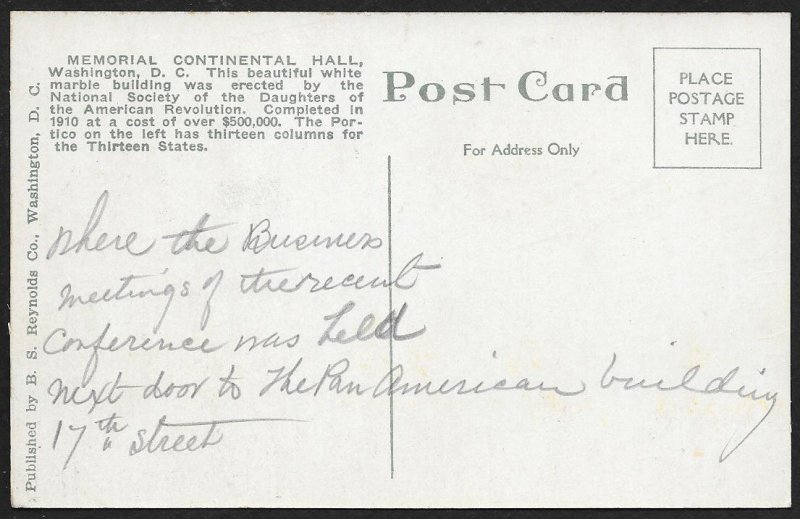 MEMORIAL CONTINENTAL HALL,
Washington, D. C. This beautiful white
marble building was erected by the
National Society of the Daughters of
the American Revolution. Completed in
1910 at a cost of over $500,000. The Por-
tico on the left has thirteen columns for
the Thirteen States.
Post Card
For Address Only
PLACE
POSTAGE
STAMP
HERE.
Published by B. S. Reynolds Co., Washington, D. C.
Where the Business
meetings of the recent
Conference was held
next door to The Pan American building
17th Street